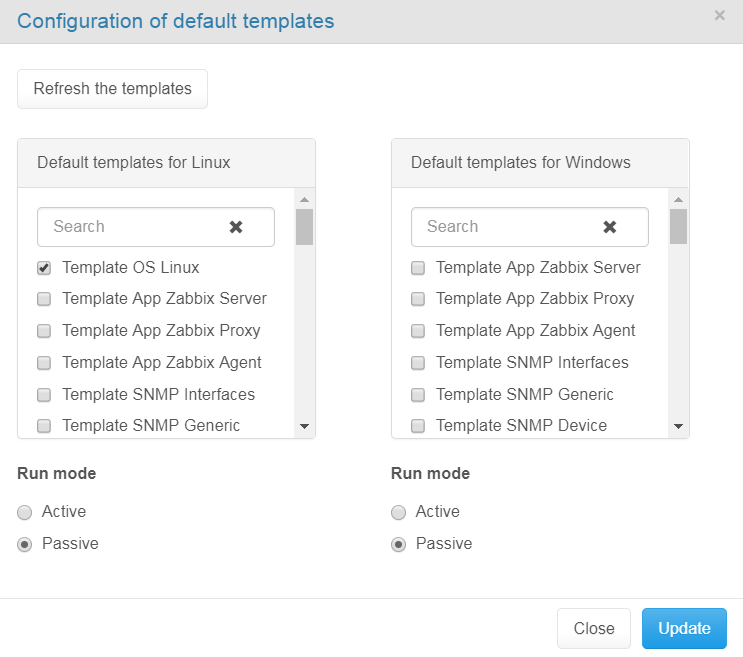 Configuration of default templates
Refresh the templates
Default templates for Linux
Search
Template OS Linux
Template App Zabbix Server
Template App Zabbix Proxy
Template App Zabbix Agent
Template SNMP Interfaces
Template SNMP Generic
Run mode
Active
Passive
Default templates for Windows
Search
Template App Zabbix Server
Template App Zabbix Proxy
Template App Zabbix Agent
Template SNMP Interfaces
Template SNMP Generic
Template SNMP Device
Run mode
Active
Passive
Close
Update